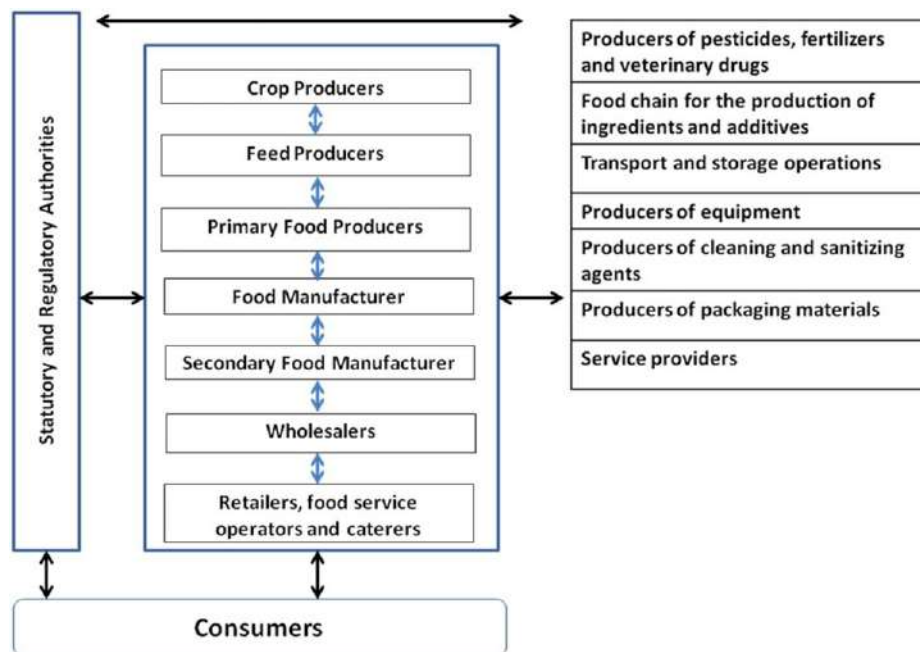 Statutory and Regulatory Authorities
Crop Producers
Feed Producers
Primary Food Producers
Food Manufacturer
Secondary Food Manufacturer
Wholesalers
Retailers, food service
operators and caterers
Producers of pesticides, fertilizers
and veterinary drugs
Food chain for the production of
ingredients and additives
Transport and storage operations
Producers of equipment
Producers of cleaning and sanitizing
agents
Producers of packaging materials
Service providers
Consumers